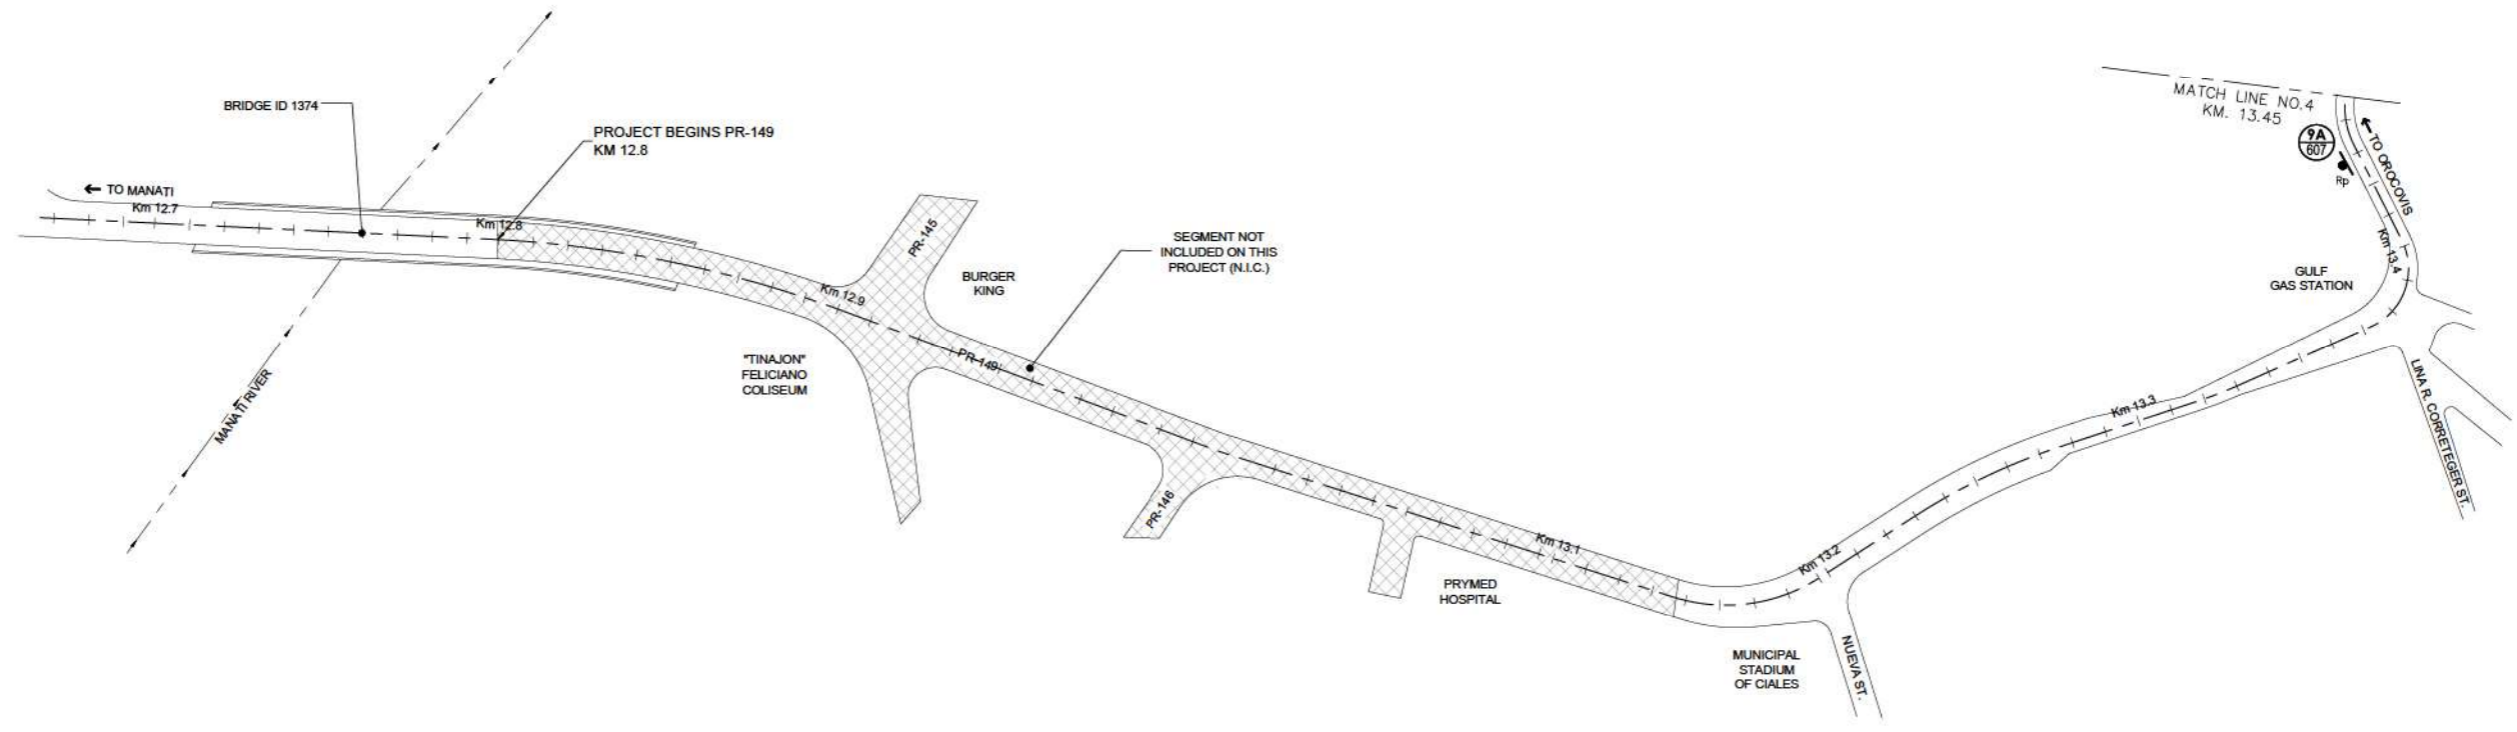 BRIDGE ID 1374
PROJECT BEGINS PR-149
KM 12.8
TO MANATI
Km 12.7
Km 12.8
MANATI RIVER
PR-145
Km 12.9
BURGER
KING
SEGMENT NOT
INCLUDED ON THIS
PROJECT (N.I.C.)
"TINAJON"
FELICIANO
COLISEUM
PR-149
PR-146
Km 13.1
PRYMED
HOSPITAL
Km 13.2
MUNICIPAL
STADIUM
OF CIALES
NUEVA ST.
Km 13.3
MATCH LINE NO.4
KM. 13.45
9A
607
Rp
TO OROCOVIS
Km 13.4
GULF
GAS STATION
LINA R. CORRETEGER ST.